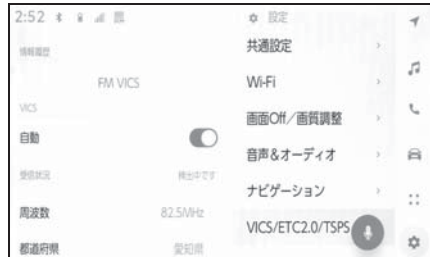 2:52
情報履歴
FM VICS
VICS
自動
受信状況 検出中です
周波数 82.5MHz
都道府県 愛知県
設定
共通設定
Wi-Fi
画面Off／画質調整
音声&オーディオ
ナビゲーション
VICS/ETC2.0/TSPS